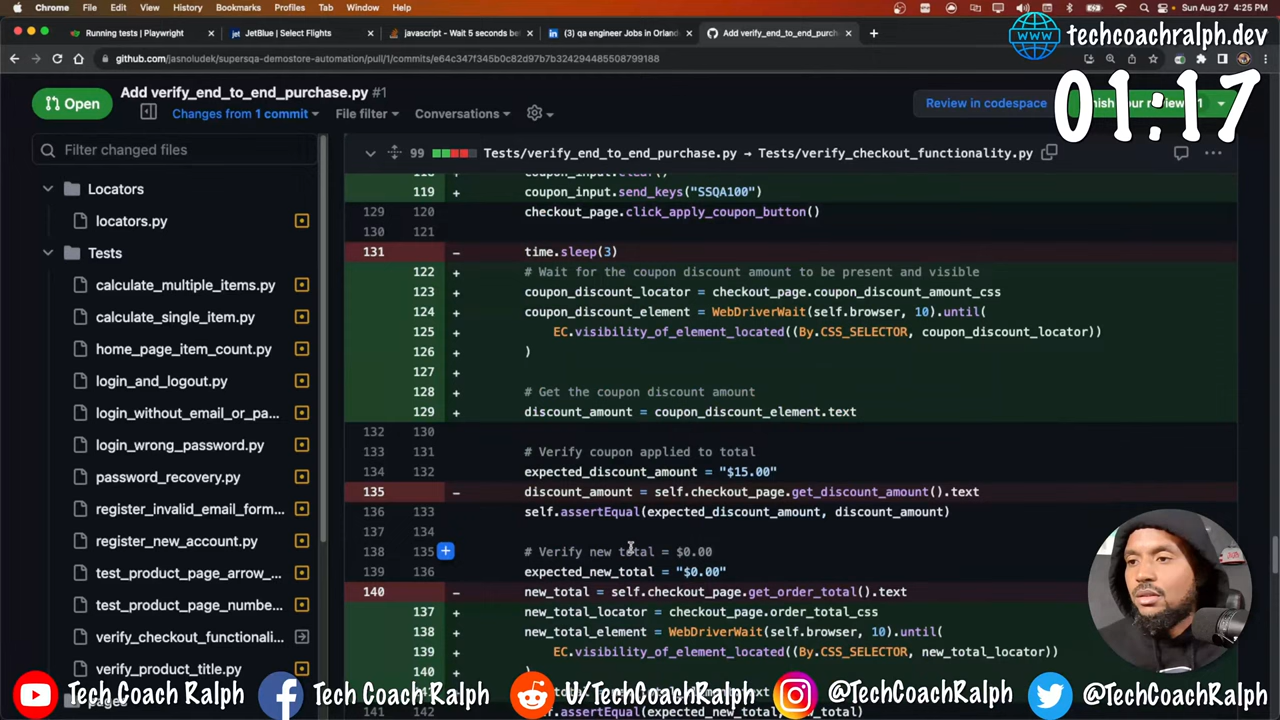 Chrome File Edit View History Bookmarks Profiles Tab Window Help Sun Aug 27 4:25 PM
Running tests | Playwright
JetBlue | Select Flights
javascript - Wait 5 seconds be
(3) qa engineer Jobs in Orland
Add verify_end_to_end_purch
techcoachralph.dev
github.com/jasnoludek/supersqa-demostore-automation/pull/1/commits/e64c347f345b0c82d97b7b324294485508799188
01:17
Open
Add verify_end_to_end_purchase.py #1
Changes from 1 commit File filter Conversations
Review in codespace
Filter changed files
99 Tests/verify_end_to_end_purchase.py → Tests/verify_checkout_functionality.py
Locators
locators.py
Tests
calculate_multiple_items.py
calculate_single_item.py
home_page_item_count.py
login_and_logout.py
login_without_email_or_pa...
login_wrong_password.py
password_recovery.py
register_invalid_email_form...
register_new_account.py
test_product_page_arrow_...
test_product_page_numbe...
verify_checkout_functionali...
verify_product_title.py
118 + coupon_input.clear()
119 + coupon_input.send_keys("SSQA100")
129 120 checkout_page.click_apply_coupon_button()
130 121
131 - time.sleep(3)
122 + # Wait for the coupon discount amount to be present and visible
123 + coupon_discount_locator = checkout_page.coupon_discount_amount_css
124 + coupon_discount_element = WebDriverWait(self.browser, 10).until(
125 + EC.visibility_of_element_located((By.CSS_SELECTOR, coupon_discount_locator))
126 + )
127 +
128 + # Get the coupon discount amount
129 + discount_amount = coupon_discount_element.text
132 130
133 131 # Verify coupon applied to total
134 132 expected_discount_amount = "$15.00"
135 - discount_amount = self.checkout_page.get_discount_amount().text
136 133 self.assertEqual(expected_discount_amount, discount_amount)
137 134
138 135 # Verify new total = $0.00
139 136 expected_new_total = "$0.00"
140 - new_total = self.checkout_page.get_order_total().text
137 + new_total_locator = checkout_page.order_total_css
138 + new_total_element = WebDriverWait(self.browser, 10).until(
139 + EC.visibility_of_element_located((By.CSS_SELECTOR, new_total_locator))
140 + )
141 142
Tech Coach Ralph
Tech Coach Ralph
U/TechCoachRalph
@TechCoachRalph
@TechCoachRalph